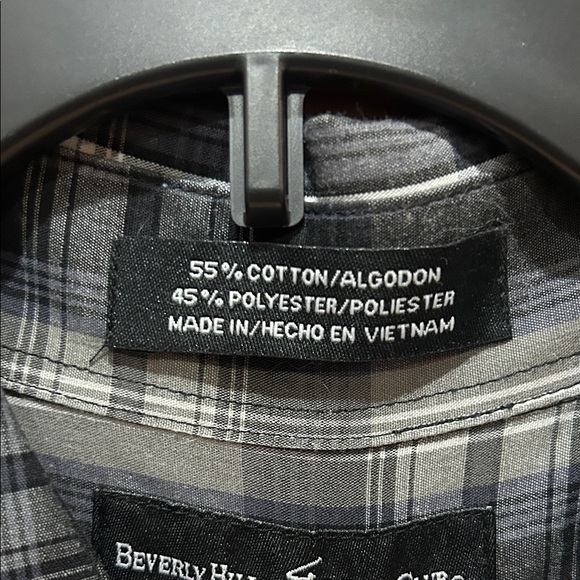 55% COTTON/ALGODON
45% POLYESTER/POLIESTER
MADE IN/HECHO EN VIETNAM
BEVERLY